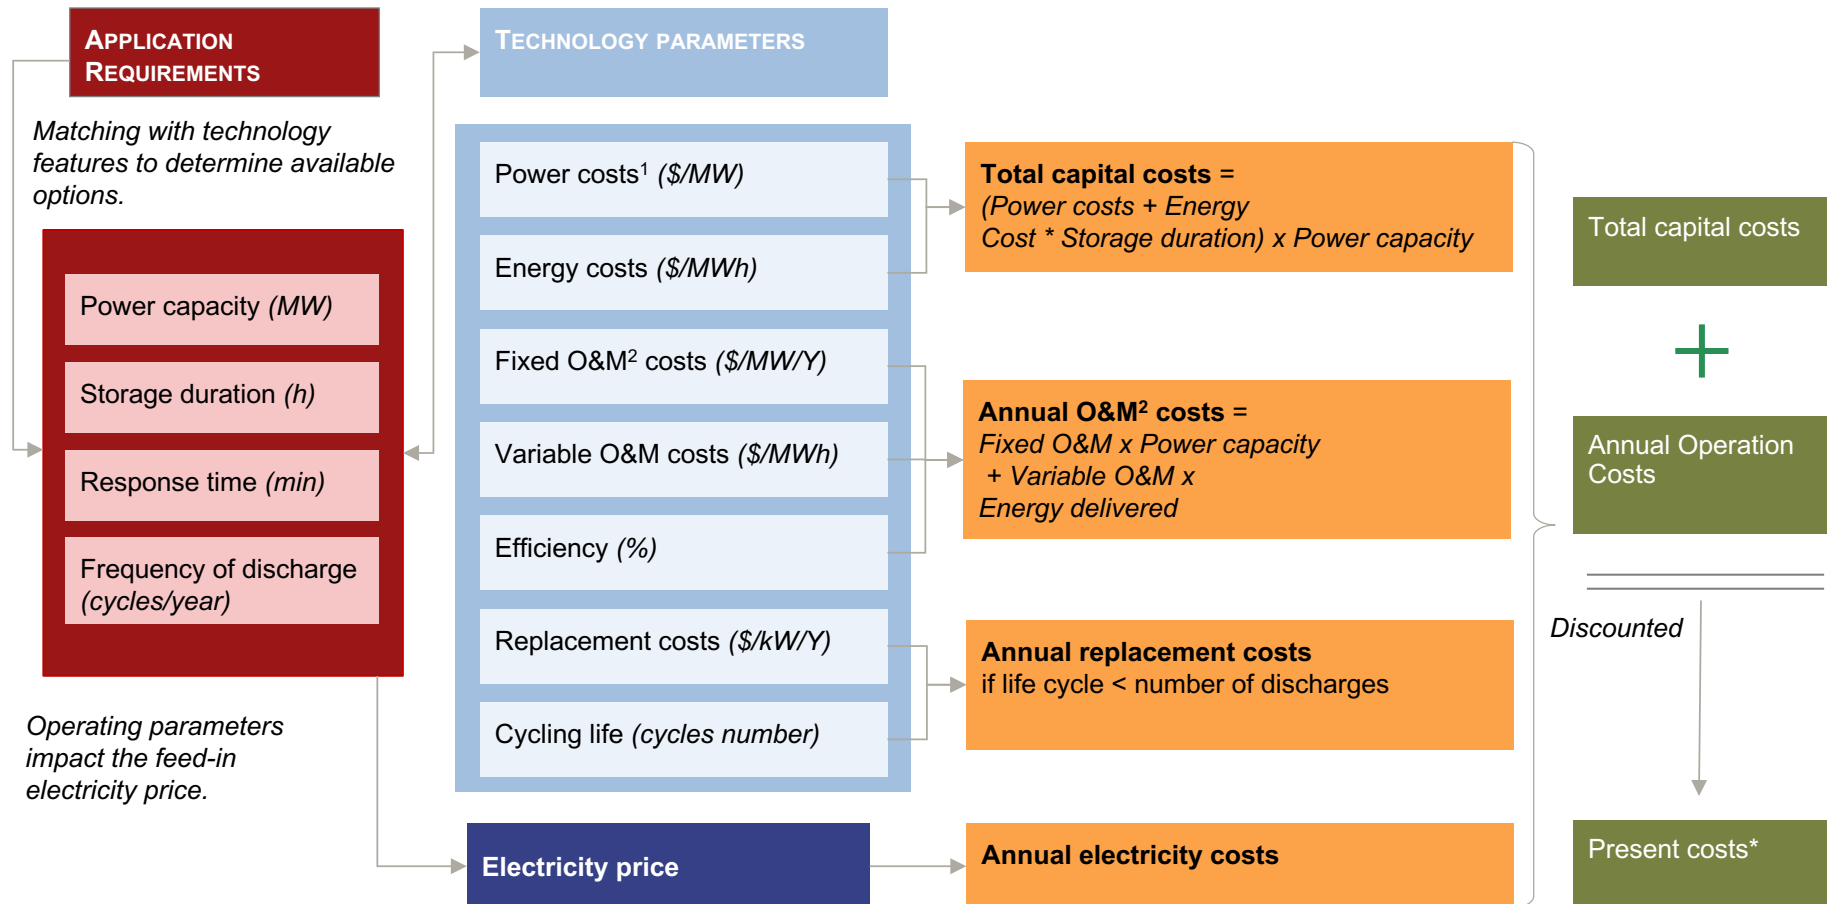 APPLICATION
REQUIREMENTS
Matching with technology
features to determine available
options.
Power capacity (MW)
Storage duration (h)
Response time (min)
Frequency of discharge
(cycles/year)
Operating parameters
impact the feed-in
electricity price.
TECHNOLOGY PARAMETERS
Power costs¹ ($/MW)
Energy costs ($/MWh)
Fixed O&M² costs ($/MW/Y)
Variable O&M costs ($/MWh)
Efficiency (%)
Replacement costs ($/kW/Y)
Cycling life (cycles number)
Electricity price
Total capital costs =
(Power costs + Energy
Cost * Storage duration) x Power capacity
Annual O&M² costs =
Fixed O&M x Power capacity
+ Variable O&M x
Energy delivered
Annual replacement costs
if life cycle < number of discharges
Annual electricity costs
Total capital costs
+
Annual Operation
Costs
Discounted
Present costs*